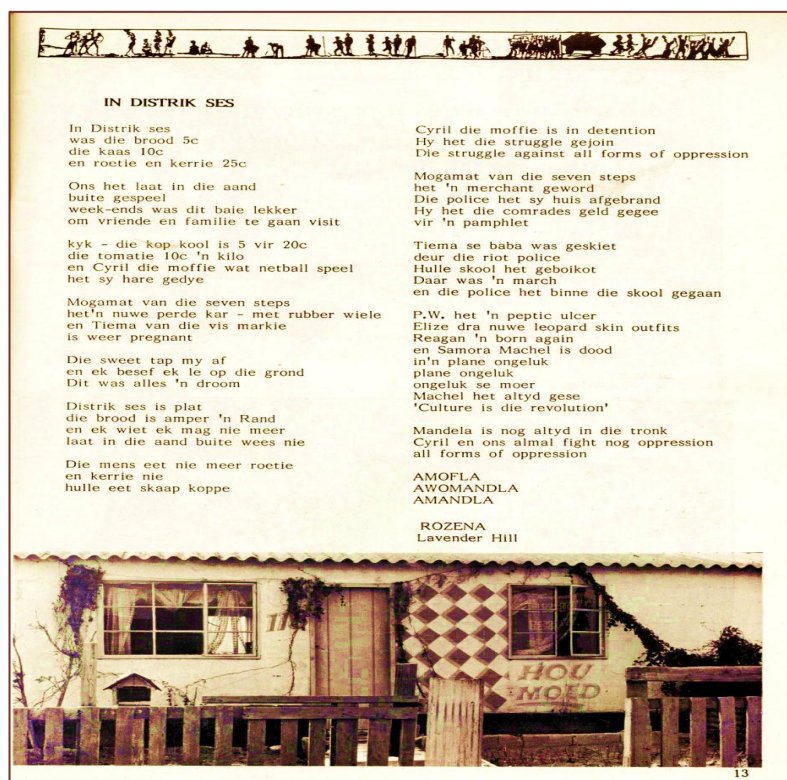 IN DISTRIK SES
In Distrik ses
was die brood 5c
die kaas 10c
en roetie en kerrie 25c
Ons het laat in die aand
buite gespeel
week-ends was dit baie lekker
om vriende en familie te gaan visit
kyk - die kop kool is 5 vir 20c
die tomatie 10c 'n kilo
en Cyril die moffie wat netball speel
het sy hare gedye
Mogamat van die seven steps
het'n nuwe perde kar - met rubber wiele
en Tiema van die vis markie
is weer pregnant
Die sweet tap my af
en ek besef ek le op die grond
Dit was alles 'n droom
Distrik ses is plat
die brood is amper 'n Rand
en ek wiet ek mag nie meer
laat in die aand buite wees nie
Die mens eet nie meer roetie
en kerrie nie
hulle eet skaap koppe
Cyril die moffie is in detention
Hy het die struggle gejoin
Die struggle against all forms of oppression
Mogamat van die seven steps
het 'n merchant geword
Die police het sy huis afgebrand
Hy het die comrades geld gegee
vir 'n pamphlet
Tiema se baba was geskiet
deur die riot police
Hulle skool het geboikot
Daar was 'n march
en die police het binne die skool gegaan
P.W. het 'n peptic ulcer
Elize dra nuwe leopard skin outfits
Reagan 'n born again
en Samora Machel is dood
in'n plane ongeluk
plane ongeluk
ongeluk se moer
Machel het altyd gese
'Culture is die revolution'
Mandela is nog altyd in die tronk
Cyril en ons almal fight nog oppression
all forms of oppression
AMOFLA
AWOMANDLA
AMANDLA
ROZENA
Lavender Hill
HOU
MOED
13